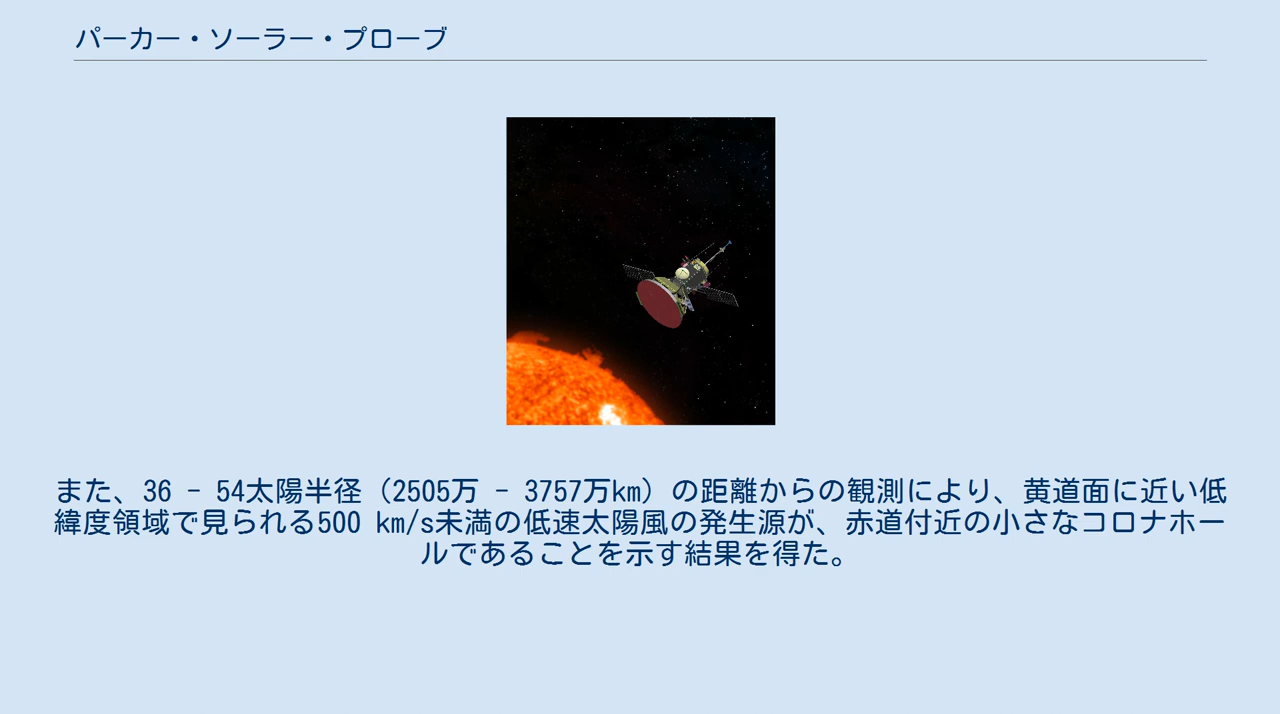 パーカー・ソーラー・プローブ
また、36 – 54太陽半径（2505万 – 3757万km）の距離からの観測により、黄道面に近い低
緯度領域で見られる500 km/s未満の低速太陽風の発生源が、赤道付近の小さなコロナホー
ルであることを示す結果を得た。